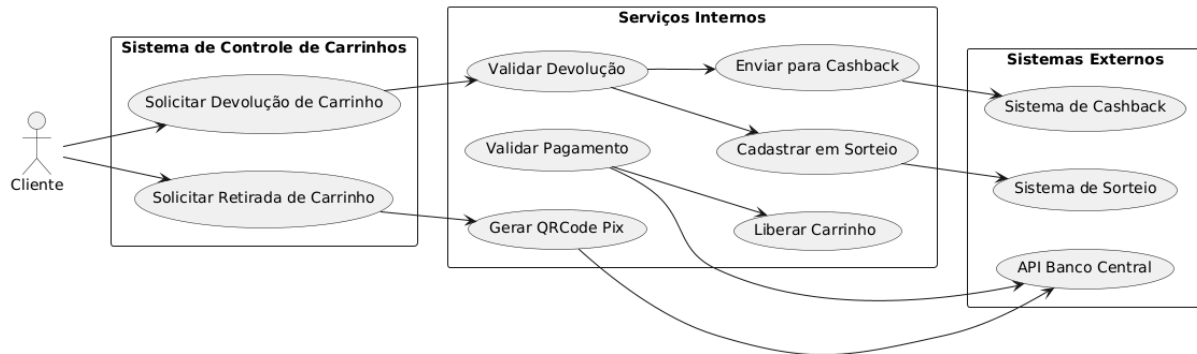 Sistema de Controle de Carrinhos
Serviços Internos
Sistemas Externos
Solicitar Devolução de Carrinho
Solicitar Retirada de Carrinho
Cliente
Validar Devolução
Enviar para Cashback
Validar Pagamento
Cadastrar em Sorteio
Gerar QRCode Pix
Liberar Carrinho
Sistema de Cashback
Sistema de Sorteio
API Banco Central